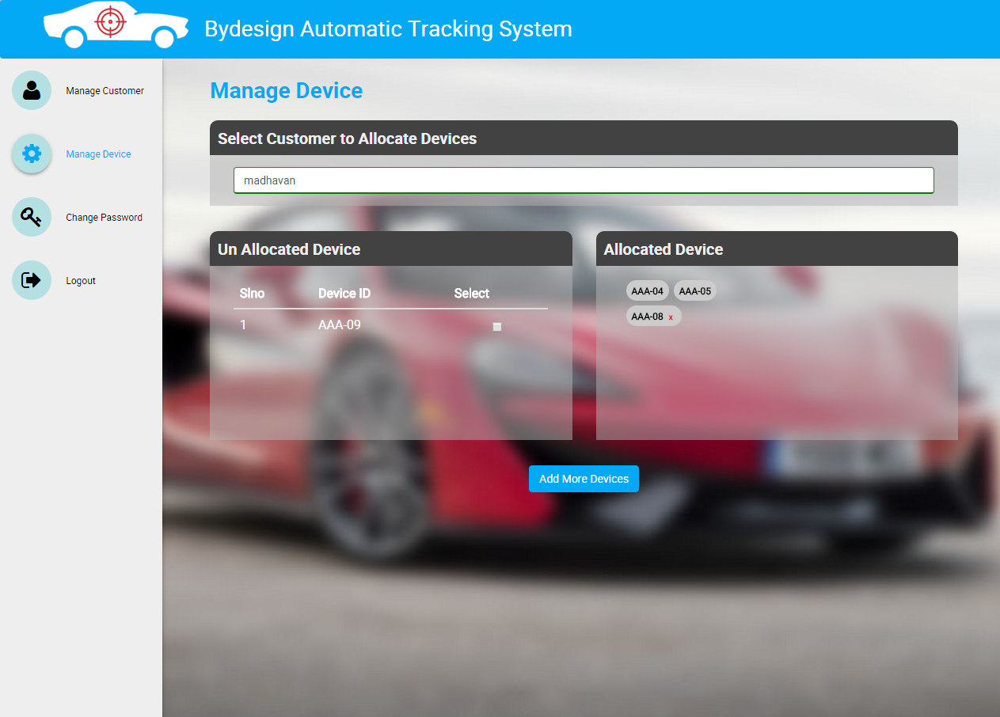 Bydesign Automatic Tracking System
Manage Customer
Manage Device
Change Password
Logout
Manage Device
Select Customer to Allocate Devices
madhavan
Un Allocated Device
Slno Device ID Select
1 AAA-09
Allocated Device
AAA-04 AAA-05
AAA-08 x
Add More Devices